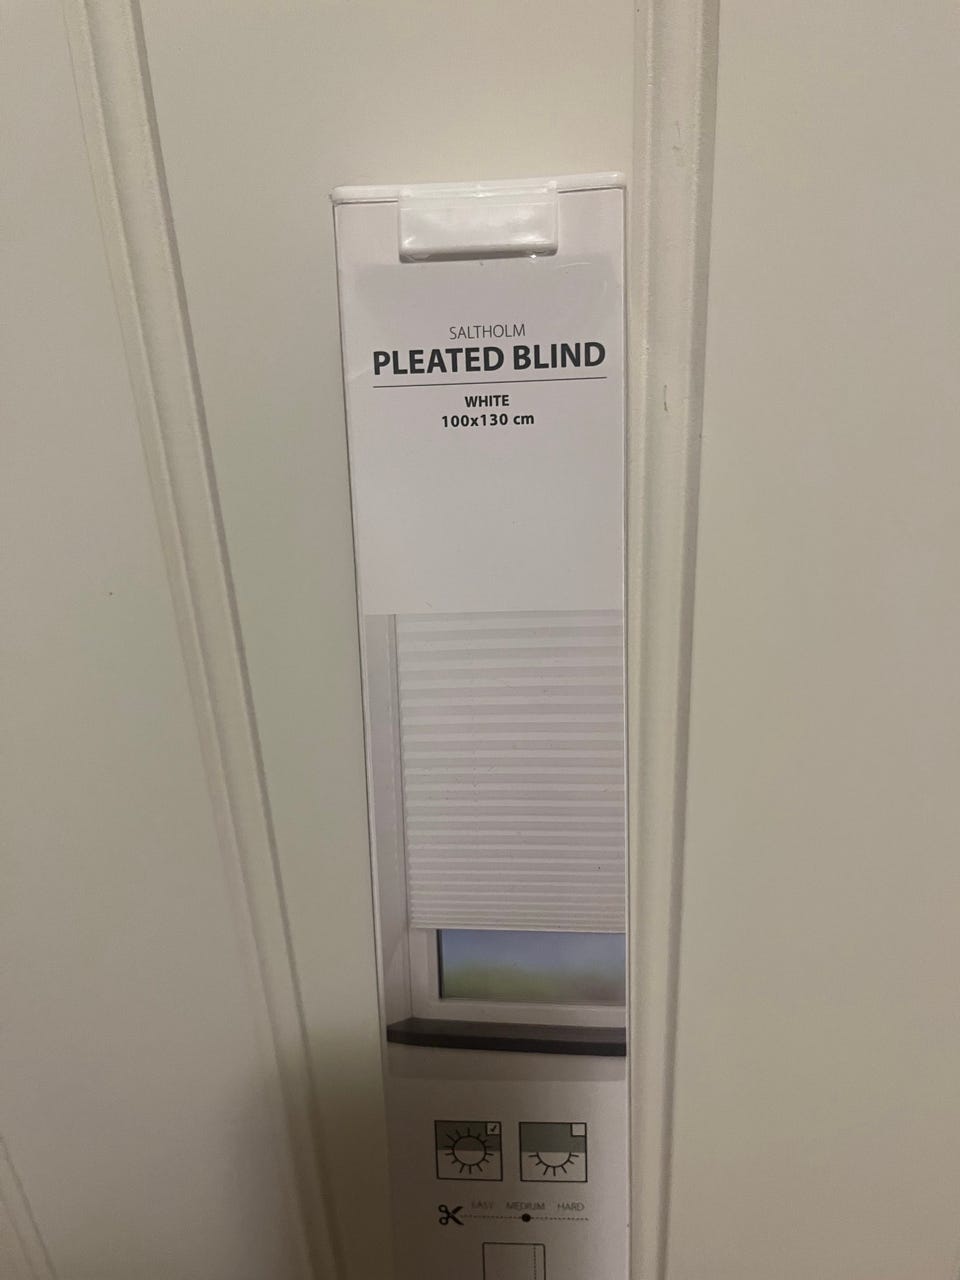 SALTHOLM
PLEATED BLIND
WHITE
100x130 cm
EASY MEDIUM HARD